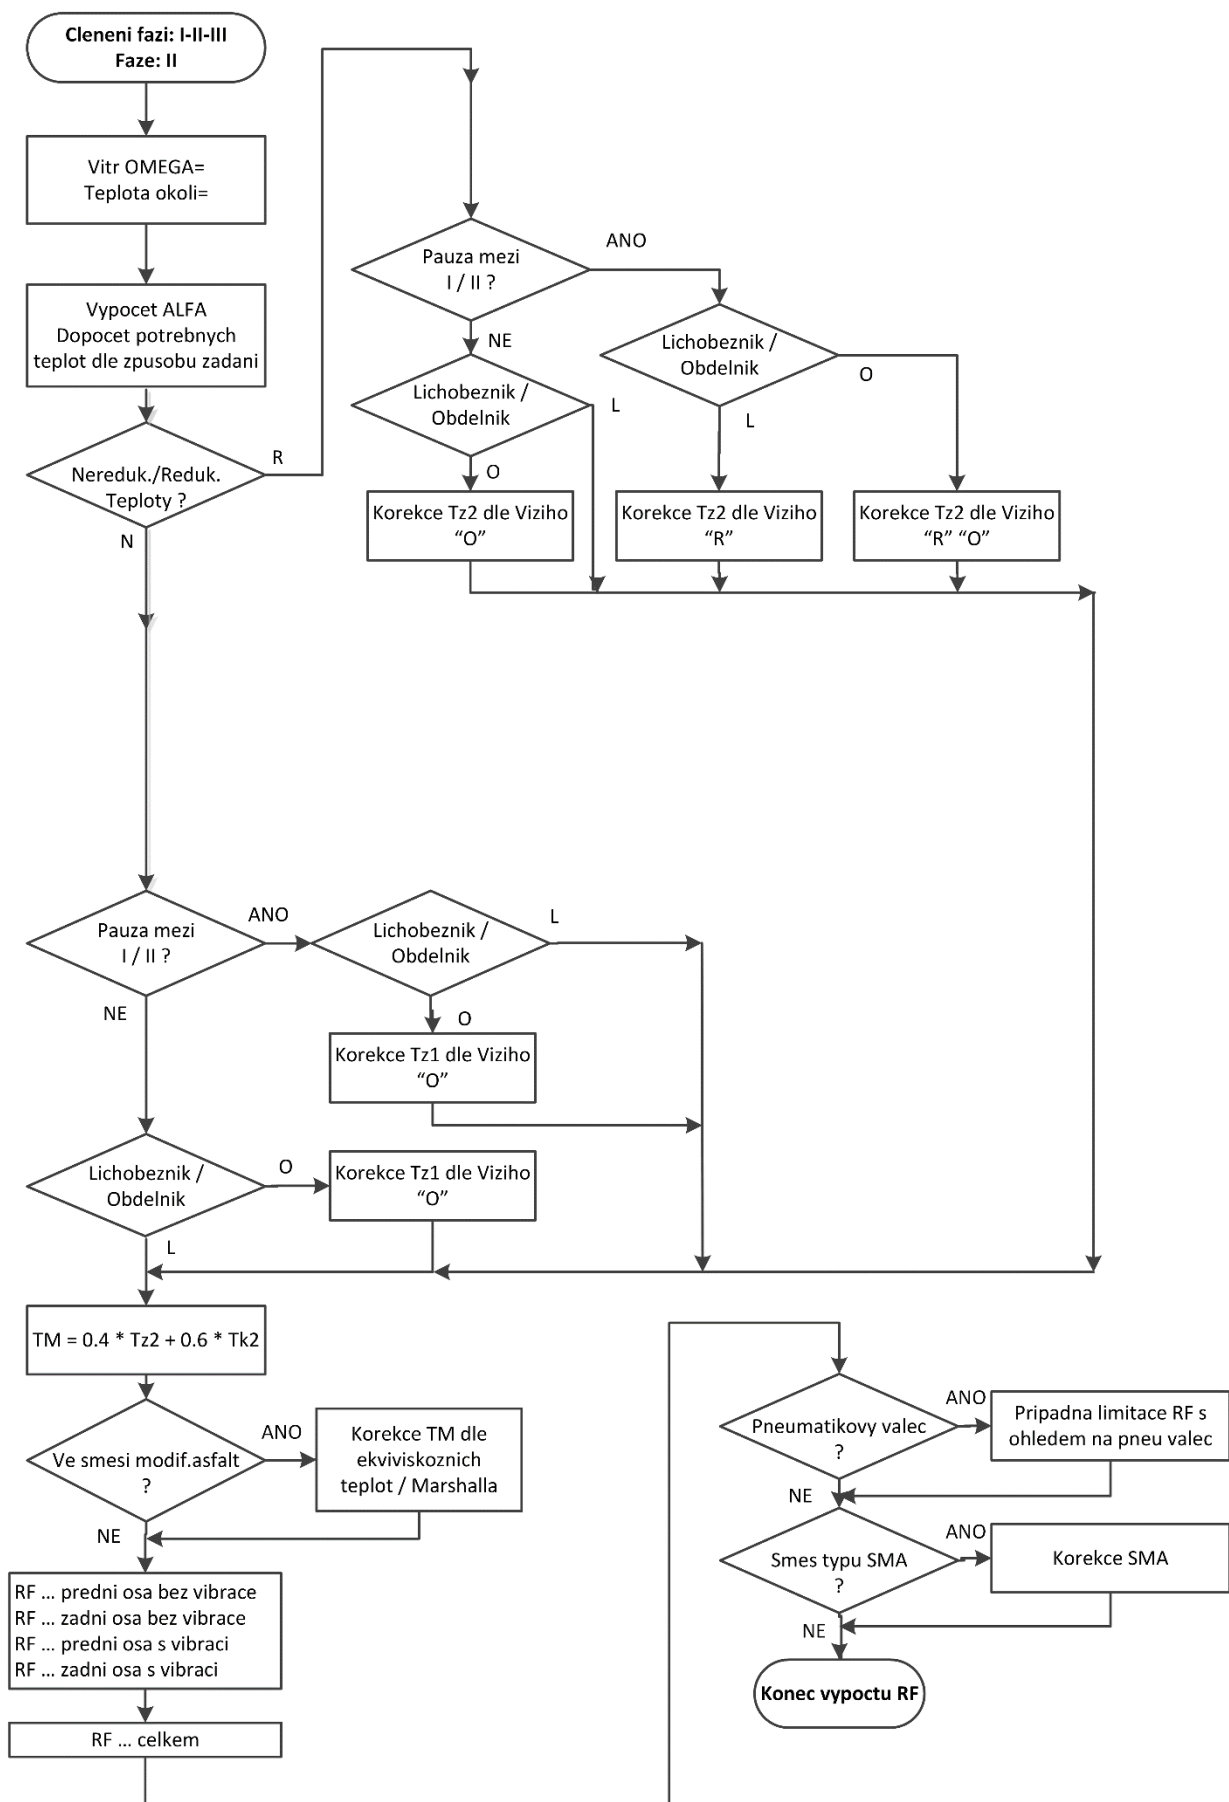 Cleneni fazi: I-II-III
Faze: II
Vitr OMEGA=
Teplota okoli=
Vypocet ALFA
Dopocet potrebnych
teplot dle zpusobu zadani
Nereduk./Reduk.
Teploty ?
R
N
Pauza mezi
I / II ?
ANO
NE
Lichobeznik /
Obdelnik
O
L
Lichobeznik /
Obdelnik
L
O
Korekce Tz2 dle Viziho
“O”
Korekce Tz2 dle Viziho
“R”
Korekce Tz2 dle Viziho
“R” “O”
Pauza mezi
I / II ?
ANO
NE
Lichobeznik /
Obdelnik
L
O
Korekce Tz1 dle Viziho
“O”
Lichobeznik /
Obdelnik
O
L
Korekce Tz1 dle Viziho
“O”
TM = 0.4 * Tz2 + 0.6 * Tk2
Ve smesi modif.asfalt
?
ANO
NE
Korekce TM dle
ekviviskoznich
teplot / Marshalla
RF ... predni osa bez vibrace
RF ... zadni osa bez vibrace
RF ... predni osa s vibraci
RF ... zadni osa s vibraci
RF ... celkem
Pneumatikovy valec
?
ANO
NE
Pripadna limitace RF s
ohledem na pneu valec
Smes typu SMA
?
ANO
NE
Korekce SMA
Konec vypoctu RF